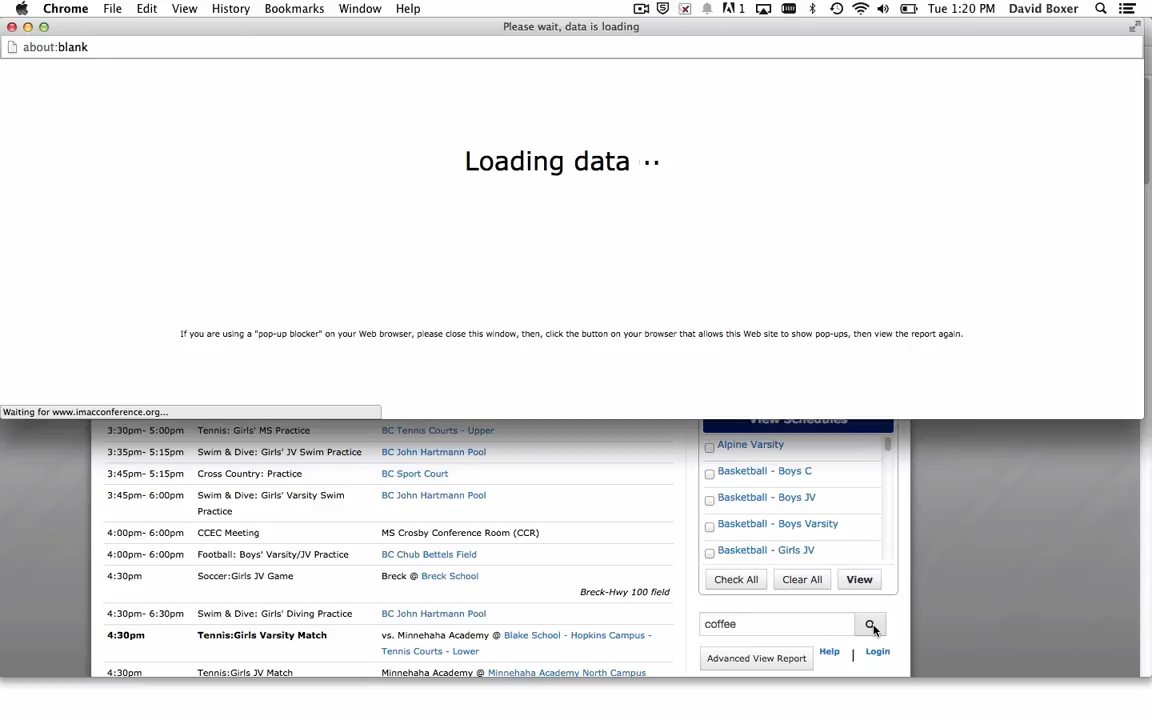 Chrome File Edit View History Bookmarks Window Help 1 Tue 1:20 PM David Boxer
Please wait, data is loading
about:blank
Loading data ··
If you are using a "pop-up blocker" on your Web browser, please close this window, then, click the button on your browser that allows this Web site to show pop-ups, then view the report again.
Waiting for www.imacconference.org...
View Schedules
3:30pm- 5:00pm Tennis: Girls' MS Practice BC Tennis Courts - Upper
3:35pm- 5:15pm Swim & Dive: Girls' JV Swim Practice BC John Hartmann Pool
3:45pm- 5:15pm Cross Country: Practice BC Sport Court
3:45pm- 6:00pm Swim & Dive: Girls' Varsity Swim BC John Hartmann Pool
Practice
4:00pm- 6:00pm CCEC Meeting MS Crosby Conference Room (CCR)
4:00pm- 6:00pm Football: Boys' Varsity/JV Practice BC Chub Bettels Field
4:30pm Soccer:Girls JV Game Breck @ Breck School
Breck-Hwy 100 field
4:30pm- 6:30pm Swim & Dive: Girls' Diving Practice BC John Hartmann Pool
4:30pm Tennis:Girls Varsity Match vs. Minnehaha Academy @ Blake School - Hopkins Campus -
Tennis Courts - Lower
4:30pm Tennis:Girls JV Match Minnehaha Academy @ Minnehaha Academy North Campus
Alpine Varsity
Basketball - Boys C
Basketball - Boys JV
Basketball - Boys Varsity
Basketball - Girls JV
Check All Clear All View
coffee
Advanced View Report Help | Login